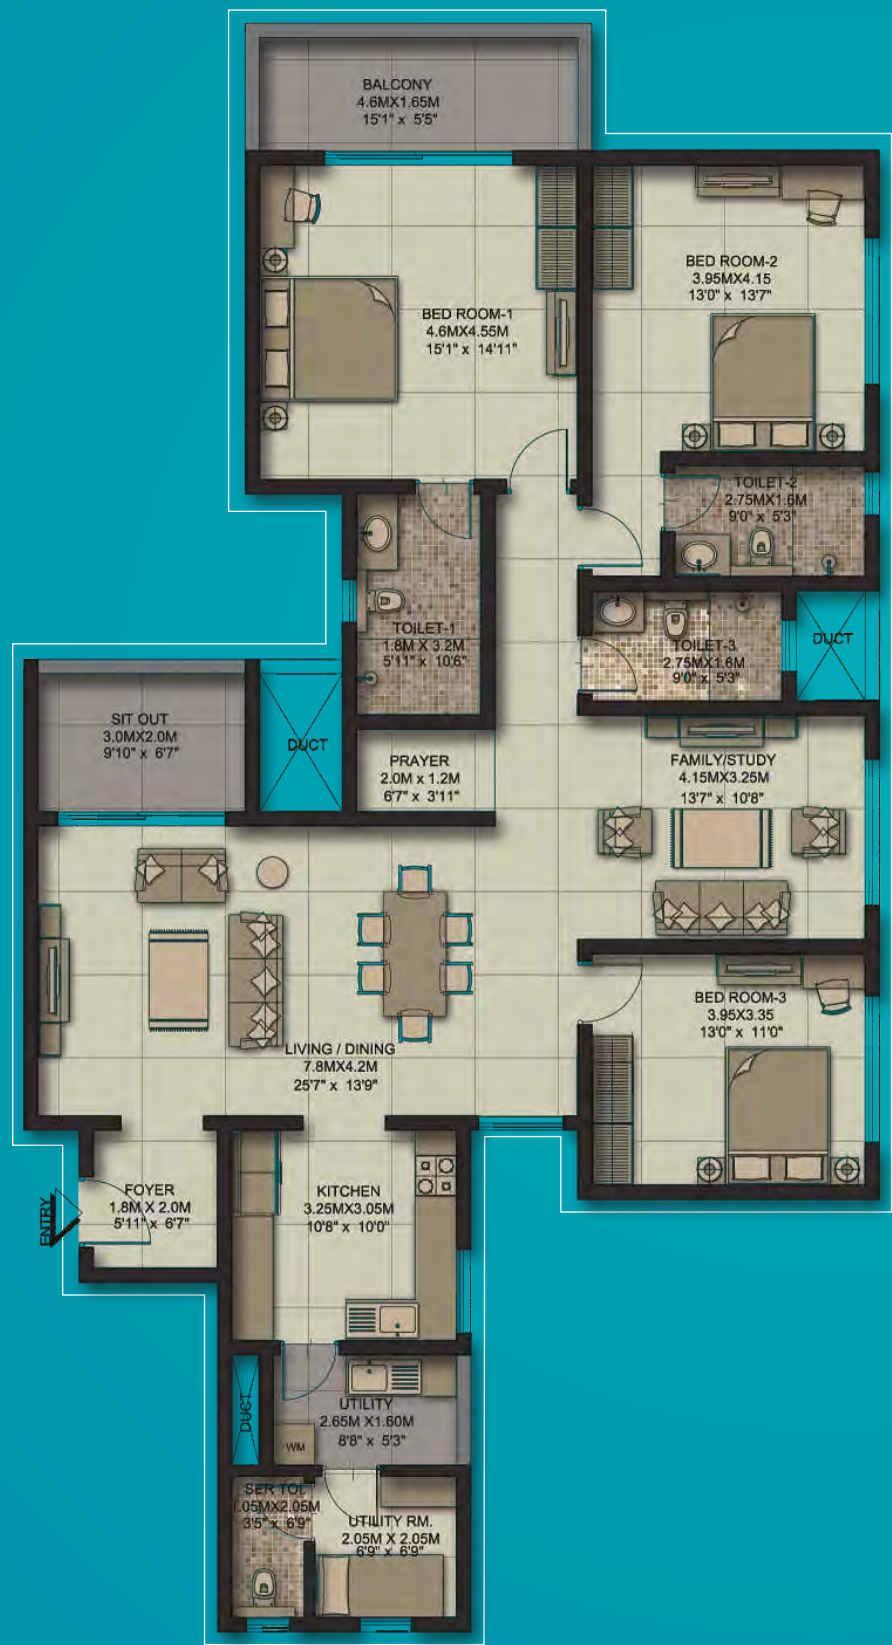 BALCONY
4.6MX1.65M
15'1" x 5'5"
BED ROOM-2
3.95MX4.15
13'0" x 13'7"
BED ROOM-1
4.6MX4.55M
15'1" x 14'11"
TOILET-2
2.75MX1.6M
9'0" x 5'3"
TOILET-1
1.8M X 3.2M
5'11" x 10'6"
TOILET-3
2.75MX1.6M
9'0" x 5'3"
DUCT
SIT OUT
3.0MX2.0M
9'10" x 6'7"
DUCT
PRAYER
2.0M x 1.2M
6'7" x 3'11"
FAMILY/STUDY
4.15MX3.25M
13'7" x 10'8"
BED ROOM-3
3.95X3.35
13'0" x 11'0"
LIVING / DINING
7.8MX4.2M
25'7" x 13'9"
ENTRY
FOYER
1.8M X 2.0M
5'11" x 6'7"
KITCHEN
3.25MX3.05M
10'8" x 10'0"
DUCT
UTILITY
2.65M X1.60M
8'8" x 5'3"
WM
SER TOI.
1.05MX2.05M
3'5" x 6'9"
UTILITY RM.
2.05M X 2.05M
6'9" x 6'9"